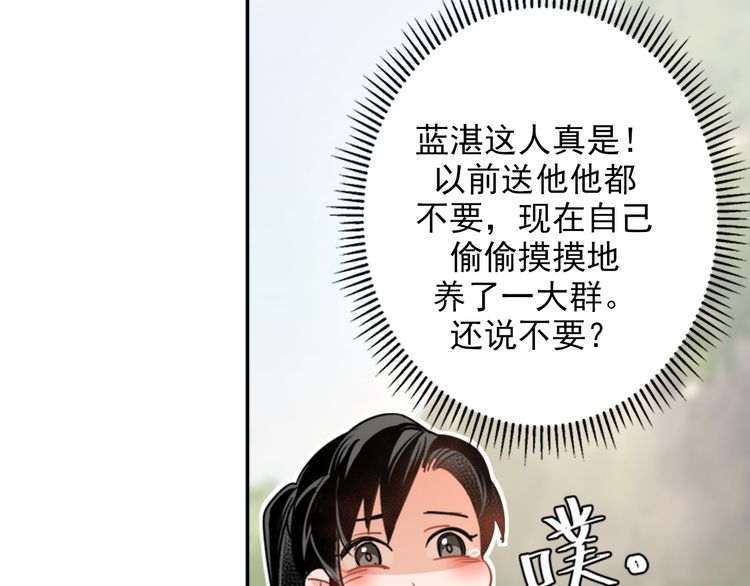 蓝湛这人真是！
以前送他他都
不要，现在自己
偷偷摸摸地
养了一大群。
还说不要？
噗.